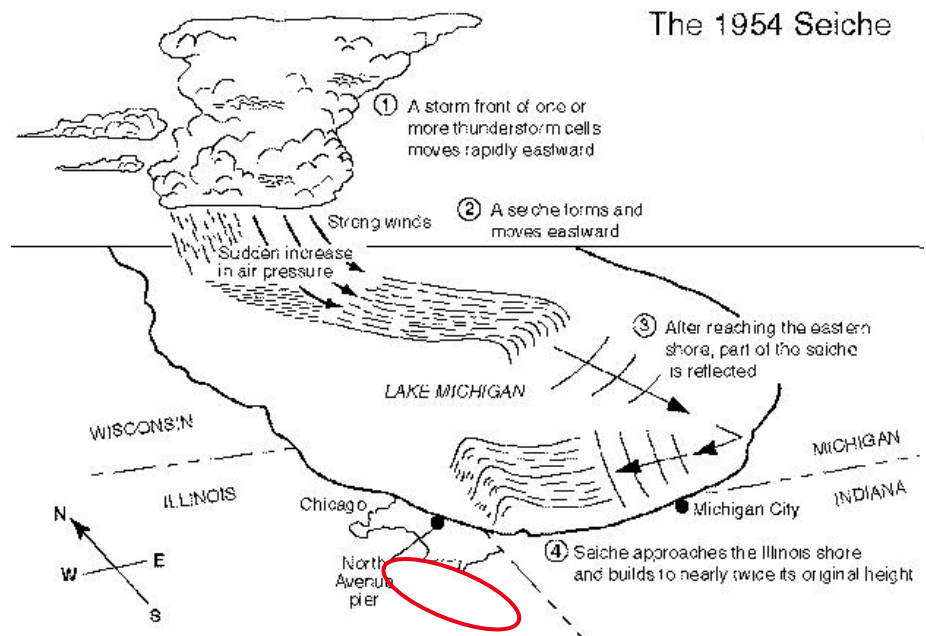 The 1954 Seiche
① A storm front of one or
more thunderstorm cells
moves rapidly eastward
Strong winds
② A seiche forms and
moves eastward
Sudden increase
in air pressure
③ After reaching the eastern
shore, part of the seiche
is reflected
LAKE MICHIGAN
WISCONSIN
MICHIGAN
ILLINOIS
INDIANA
Chicago
Michigan City
N
W
E
S
North
Avenue
pier
④ Seiche approaches the Illinois shore
and builds to nearly twice its original height